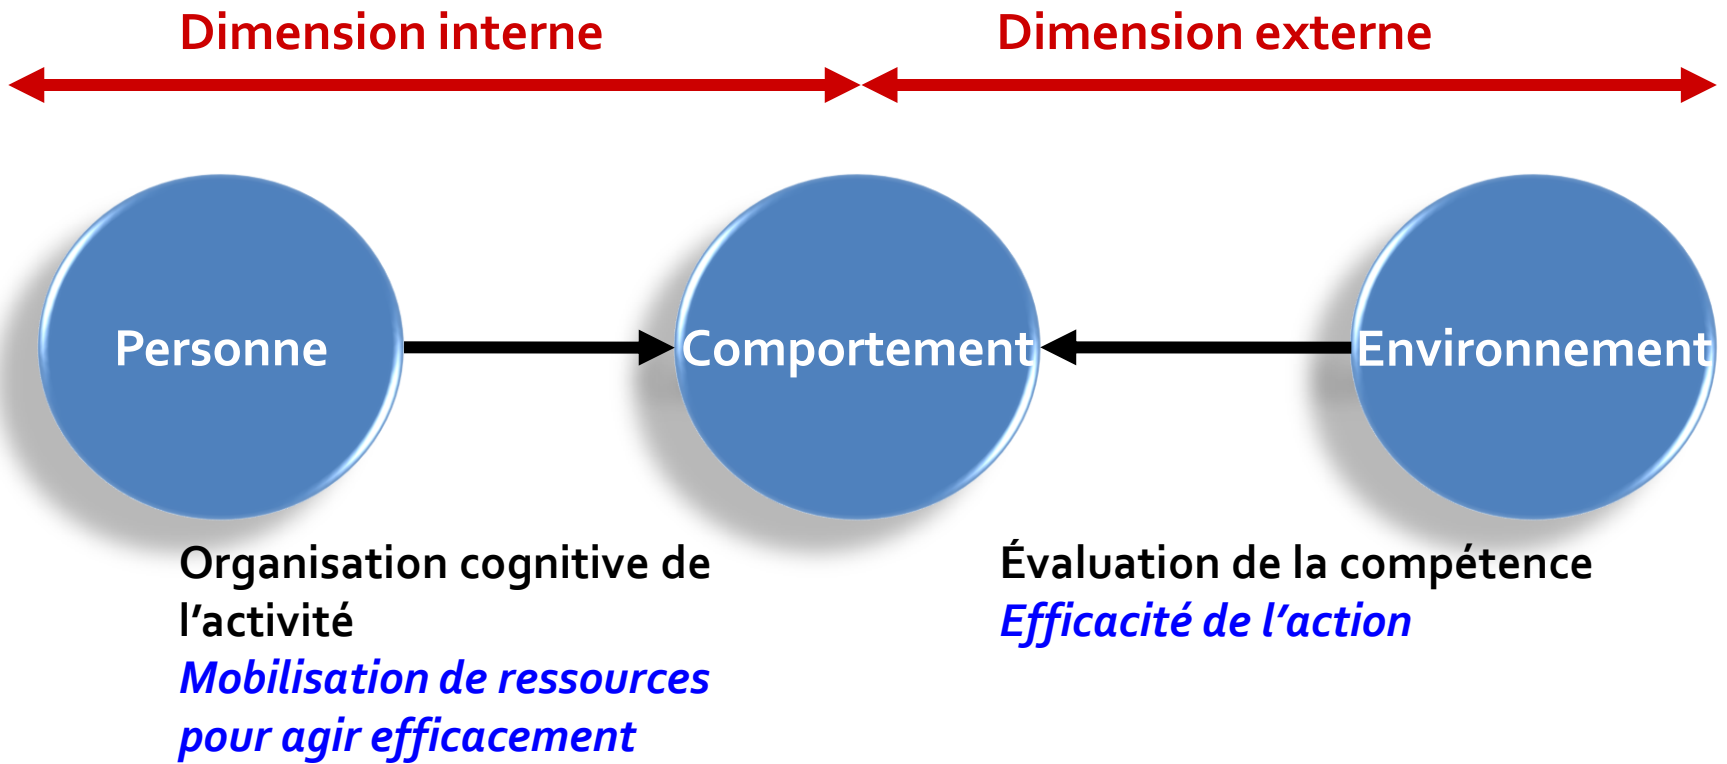 Dimension interne
Dimension externe
Personne
Comportement
Environnement
Organisation cognitive de
l’activité
Mobilisation de ressources
pour agir efficacement
Évaluation de la compétence
Efficacité de l’action